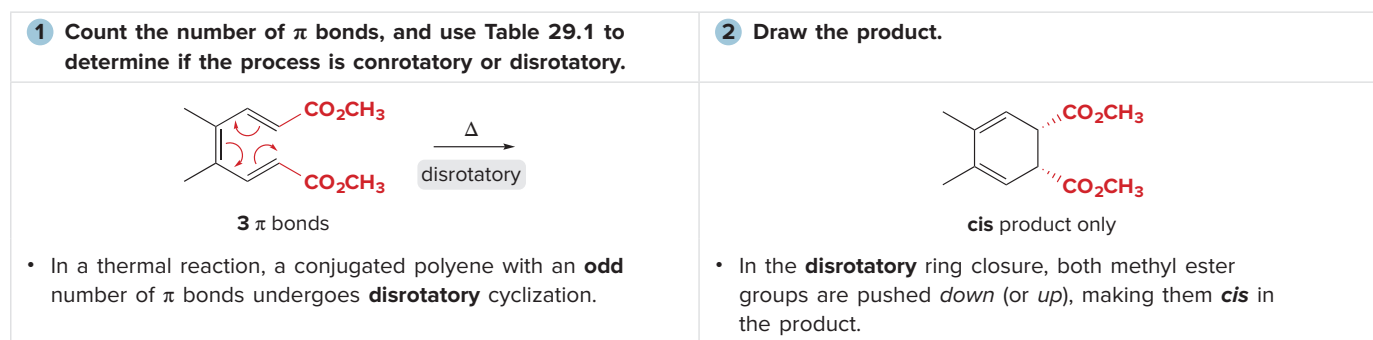 1 Count the number of π bonds, and use Table 29.1 to
determine if the process is conrotatory or disrotatory.
CO₂CH₃
CO₂CH₃
3 π bonds
Δ
disrotatory
• In a thermal reaction, a conjugated polyene with an odd
number of π bonds undergoes disrotatory cyclization.
2 Draw the product.
CO₂CH₃
CO₂CH₃
cis product only
• In the disrotatory ring closure, both methyl ester
groups are pushed down (or up), making them cis in
the product.